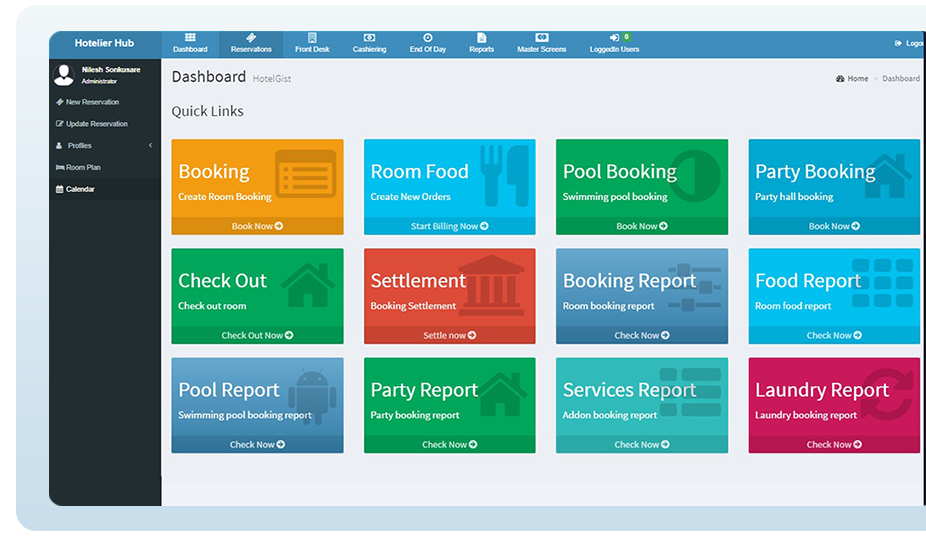 Hotelier Hub
Dashboard
Reservations
Front Desk
Cashiering
End Of Day
Reports
Master Screens
0
LoggedIn Users
Logo
Nilesh Sonkusare
Administrator
New Reservation
Update Reservation
Profiles
Room Plan
Calendar
Dashboard HotelGist
Home > Dashboard
Quick Links
Booking
Create Room Booking
Book Now
Room Food
Create New Orders
Start Billing Now
Pool Booking
Swimming pool booking
Book Now
Party Booking
Party hall booking
Book Now
Check Out
Check out room
Check Out Now
Settlement
Booking Settlement
Settle now
Booking Report
Room booking report
Check Now
Food Report
Room food report
Check Now
Pool Report
Swimming pool booking report
Check Now
Party Report
Party booking report
Check Now
Services Report
Addon booking report
Check Now
Laundry Report
Laundry booking report
Check Now